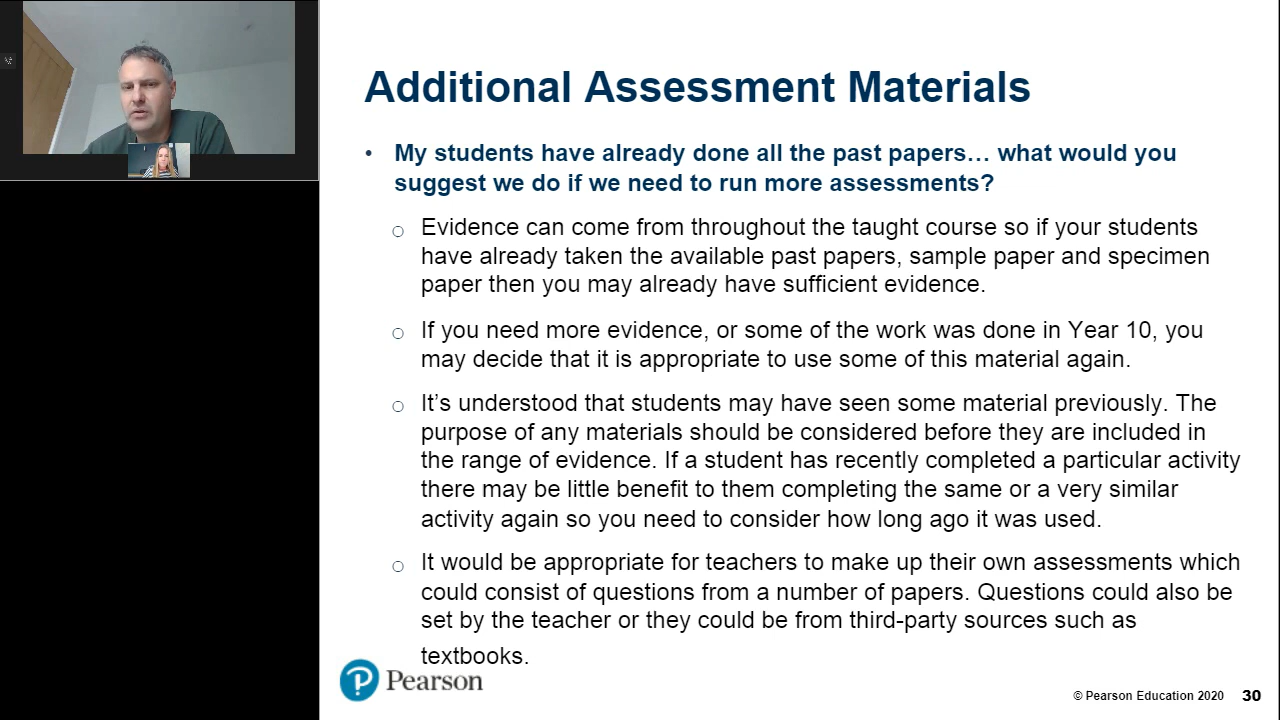 Additional Assessment Materials
• My students have already done all the past papers… what would you
suggest we do if we need to run more assessments?
o Evidence can come from throughout the taught course so if your students
have already taken the available past papers, sample paper and specimen
paper then you may already have sufficient evidence.
o If you need more evidence, or some of the work was done in Year 10, you
may decide that it is appropriate to use some of this material again.
o It’s understood that students may have seen some material previously. The
purpose of any materials should be considered before they are included in
the range of evidence. If a student has recently completed a particular activity
there may be little benefit to them completing the same or a very similar
activity again so you need to consider how long ago it was used.
o It would be appropriate for teachers to make up their own assessments which
could consist of questions from a number of papers. Questions could also be
set by the teacher or they could be from third-party sources such as
textbooks.
Pearson
© Pearson Education 2020 30